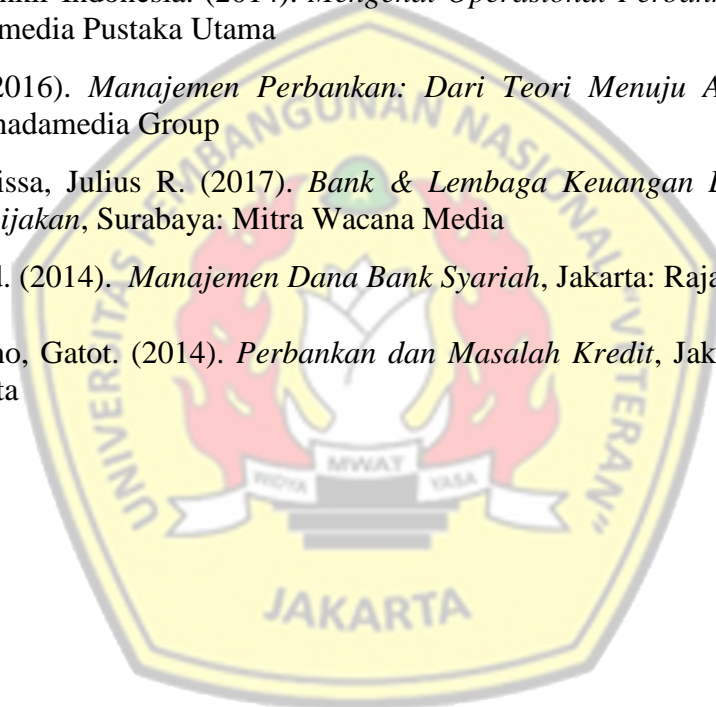 Indonesia. (2014). Mengenal Operasional
media Pustaka Utama
2016). Manajemen Perbankan: Dari Teori Menuju A
nadamedia Group
issa, Julius R. (2017). Bank & Lembaga Keuangan
ijakan, Surabaya: Mitra Wacana Media
d. (2014). Manajemen Dana Bank Syariah, Jakarta: Raja
no, Gatot. (2014). Perbankan dan Masalah Kredit, Jak
ta
UNIVERSITAS PEMBANGUNAN NASIONAL "VETERAN"
WIDYA MWAT YASA
JAKARTA